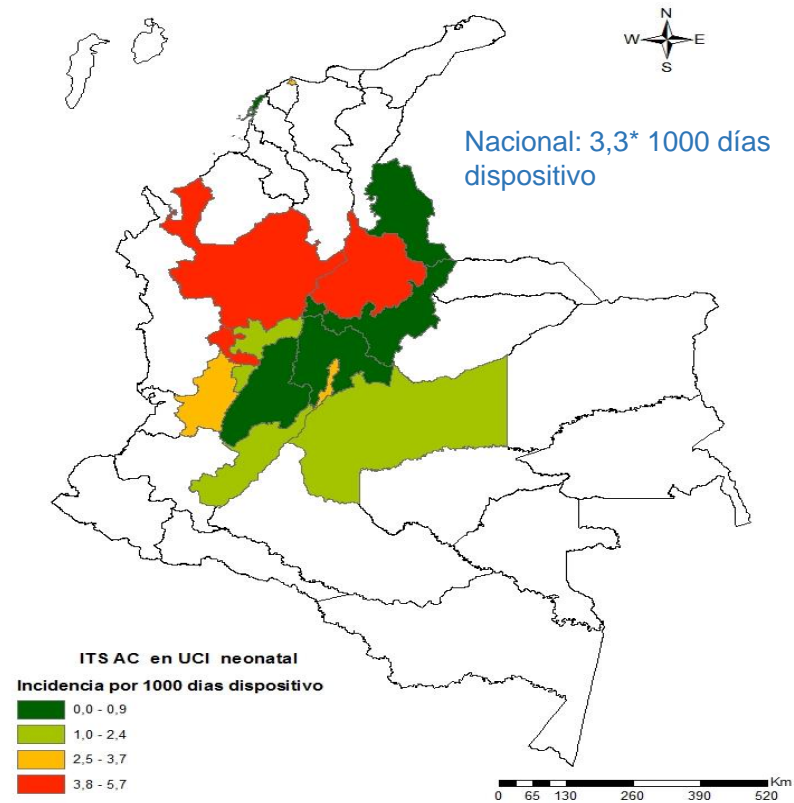 N
W E
S
Nacional: 3,3* 1000 días
dispositivo
ITS AC en UCI neonatal
Incidencia por 1000 dias dispositivo
0,0 - 0,9
1,0 - 2,4
2,5 - 3,7
3,8 - 5,7
Km
0 65 130 260 390 520